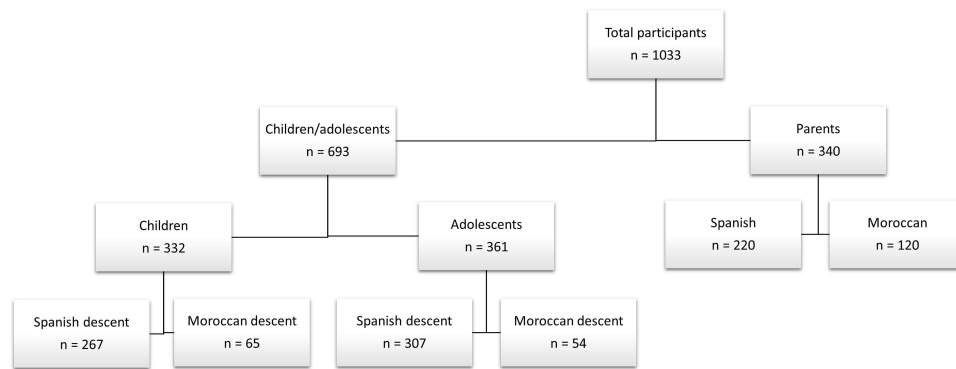 Total participants
n = 1033
Children/adolescents
n = 693
Parents
n = 340
Children
n = 332
Adolescents
n = 361
Spanish
n = 220
Moroccan
n = 120
Spanish descent
n = 267
Moroccan descent
n = 65
Spanish descent
n = 307
Moroccan descent
n = 54